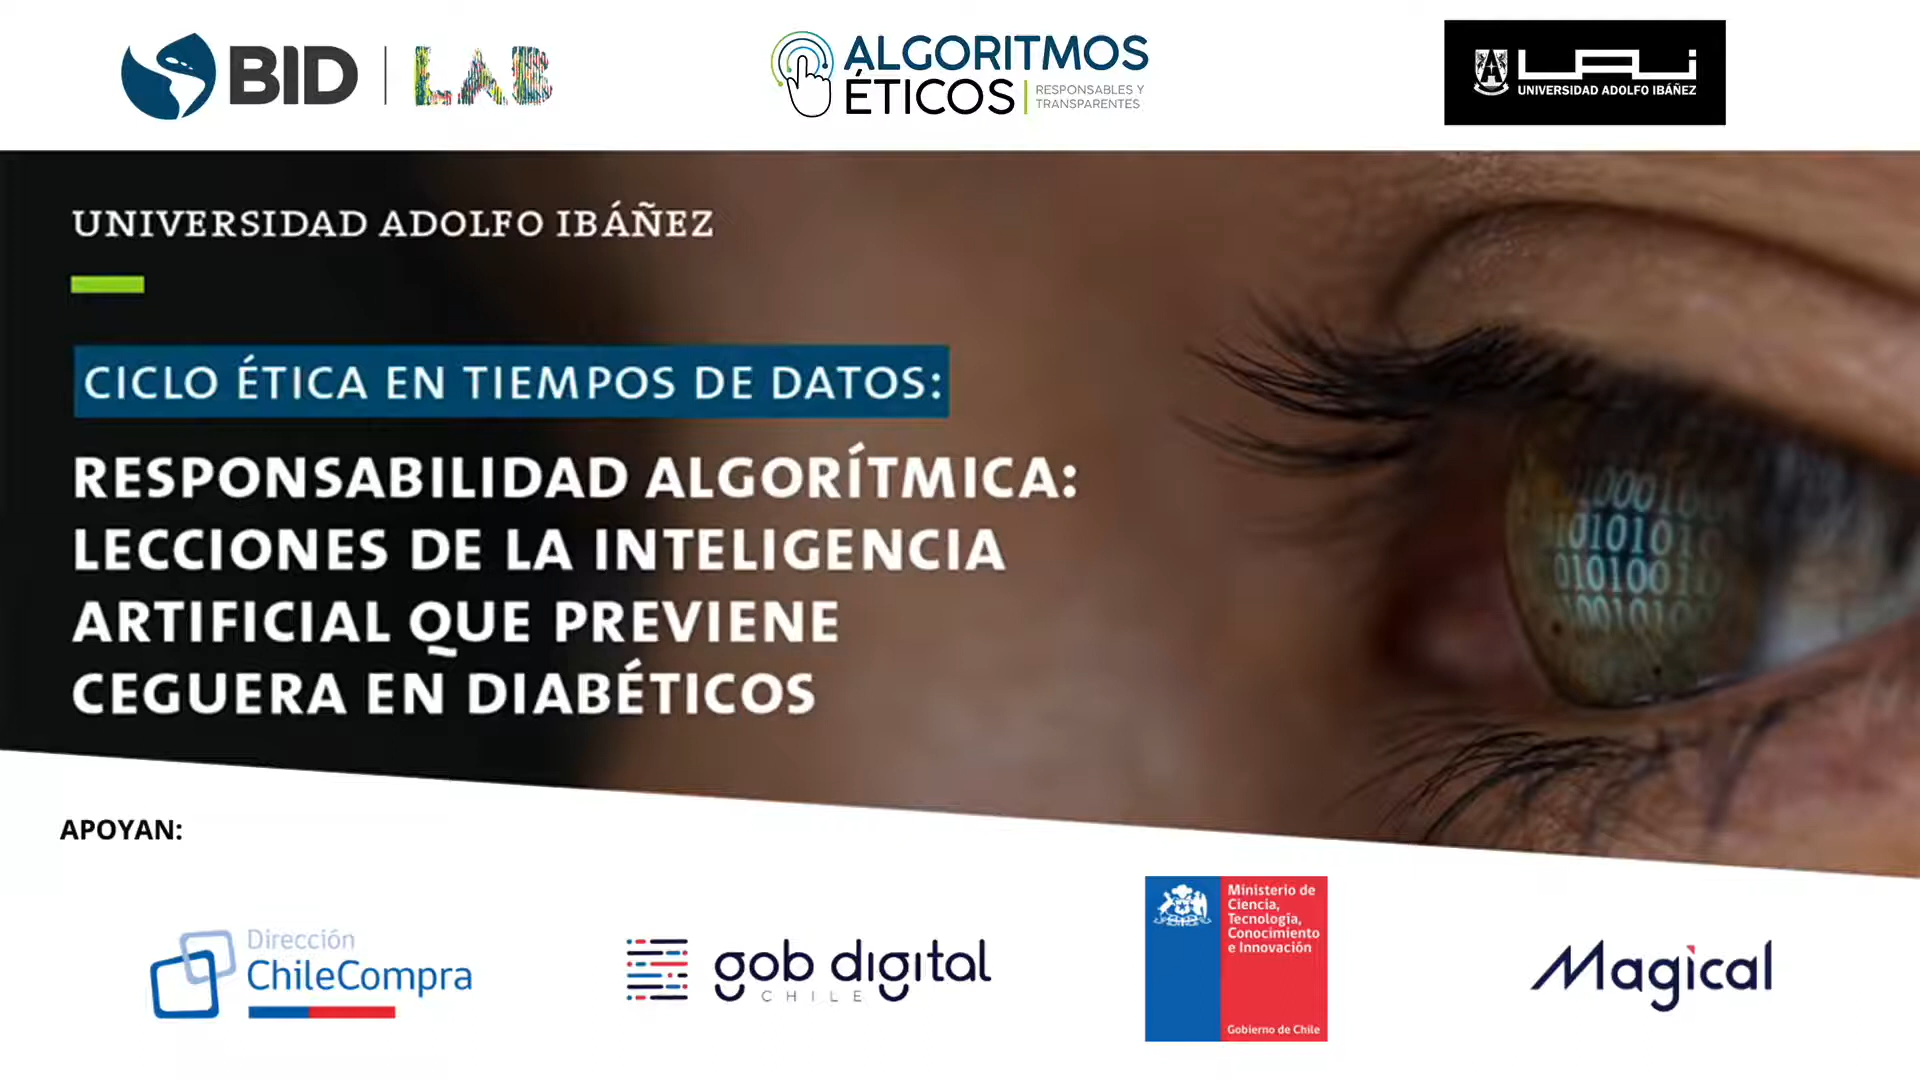 BID | LAB
ALGORITMOS
ÉTICOS
RESPONSABLES Y
TRANSPARENTES
UAI
UNIVERSIDAD ADOLFO IBÁÑEZ
UNIVERSIDAD ADOLFO IBÁÑEZ
CICLO ÉTICA EN TIEMPOS DE DATOS:
RESPONSABILIDAD ALGORÍTMICA:
LECCIONES DE LA INTELIGENCIA
ARTIFICIAL QUE PREVIENE
CEGUERA EN DIABÉTICOS
APOYAN:
Dirección
ChileCompra
gob digital
CHILE
Ministerio de
Ciencia,
Tecnología,
Conocimiento
e Innovación
Gobierno de Chile
Magical